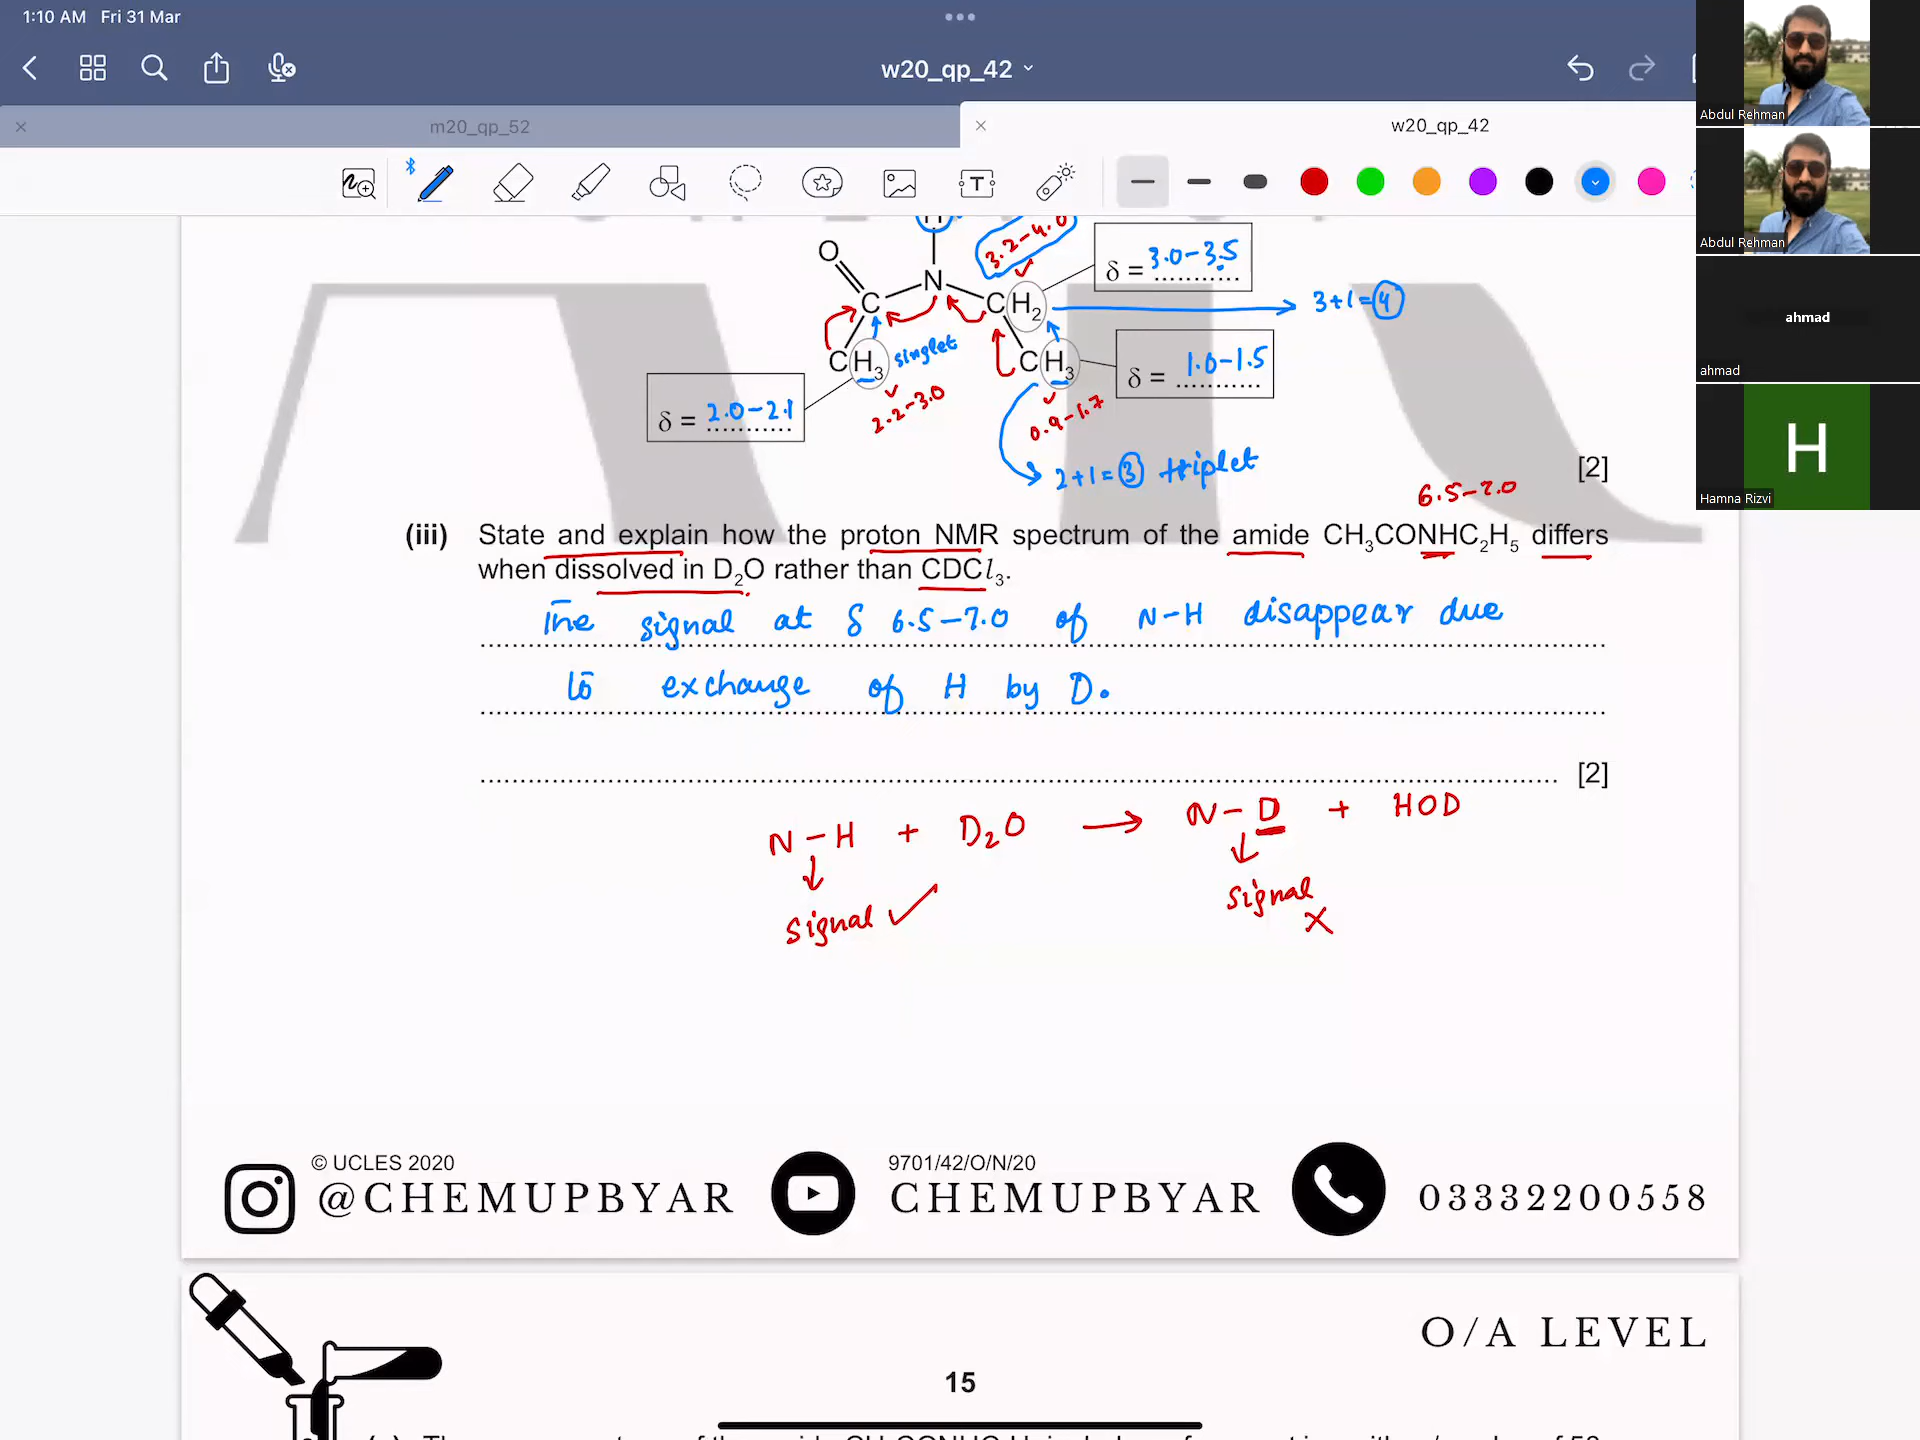 1:10 AM Fri 31 Mar
w20_qp_42
m20_qp_52
w20_qp_42
Abdul Rehman
Abdul Rehman
ahmad
ahmad
H
Hamna Rizvi
3.2-4.0
O
N
δ = 3.0-3.5
C
CH₂
3+1=4
CH₃ singlet
CH₃
δ = 1.0-1.5
δ = 2.0-2.1
2.2-3.0
0.9-1.7
2+1=3 triplet
[2]
6.5-7.0
(iii) State and explain how the proton NMR spectrum of the amide CH₃CONHC₂H₅ differs
when dissolved in D₂O rather than CDCl₃.
The signal at δ 6.5-7.0 of N-H disappear due
to exchange of H by D.
[2]
N-H + D₂O → N-D + HOD
signal ✓
signal X
© UCLES 2020
9701/42/O/N/20
@CHEMUPBYAR
CHEMUPBYAR
03332200558
O/A LEVEL
15